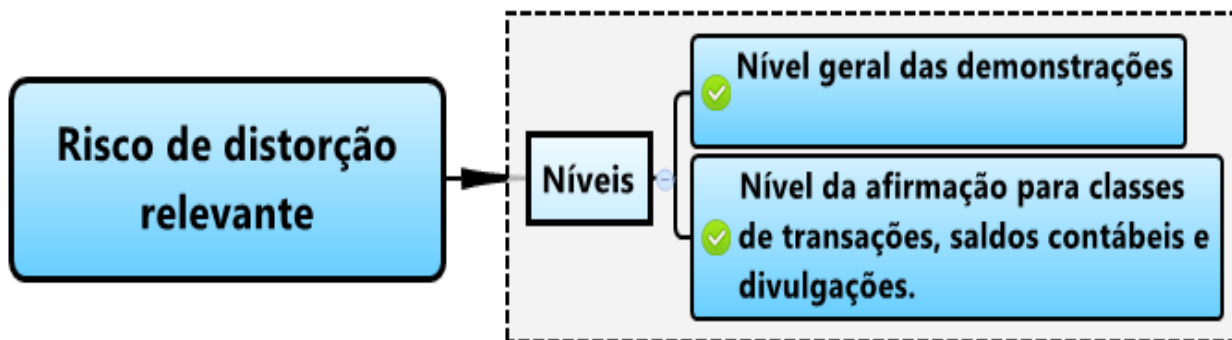 Risco de distorção
relevante
Níveis
Nível geral das demonstrações
Nível da afirmação para classes
de transações, saldos contábeis e
divulgações.